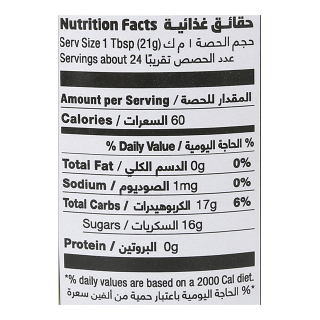 Nutrition Facts حقائق غذائية
Serv Size 1 Tbsp (21g) حجم الحصة ١ م ك
Servings about 24 عدد الحصص تقريبًا
Amount per Serving / المقدار للحصة
Calories / السعرات 60
% Daily Value / الحاجة اليومية %
Total Fat / الدسم الكلي 0g 0%
Sodium / الصوديوم 1mg 0%
Total Carbs / الكربوهيدرات 17g 6%
Sugars / السكريات 16g
Protein / البروتين 0g
*% daily values are based on a 2000 Cal diet.
*% الحاجة اليومية باعتبار حمية من ألفين سعرة